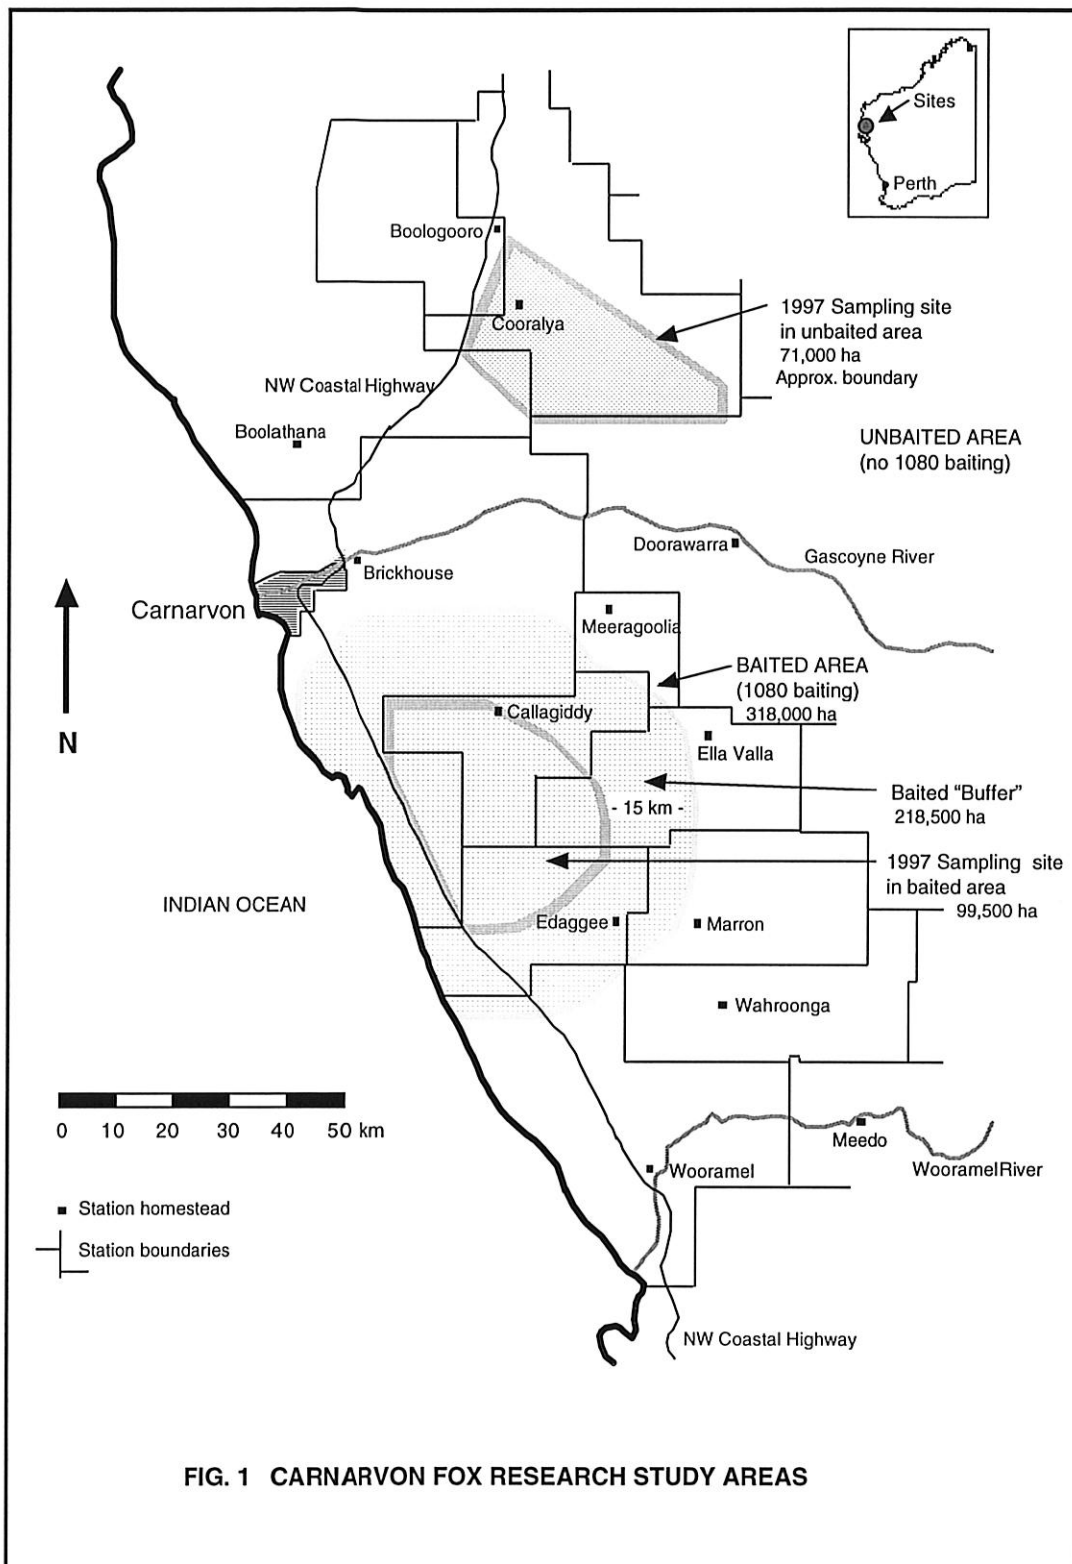 Sites
Perth
Boologooro
Cooralya
1997 Sampling site
in unbaited area
71,000 ha
Approx. boundary
NW Coastal Highway
Boolathana
UNBAITED AREA
(no 1080 baiting)
Doorawarra
Gascoyne River
Brickhouse
Carnarvon
Meeragoolia
BAITED AREA
(1080 baiting)
318,000 ha
N
Callagiddy
Ella Valla
Baited “Buffer”
218,500 ha
- 15 km -
1997 Sampling site
in baited area
99,500 ha
INDIAN OCEAN
Edaggee
Marron
Wahroonga
0 10 20 30 40 50 km
Meedo
Wooramel
Wooramel River
Station homestead
Station boundaries
NW Coastal Highway
FIG. 1 CARNARVON FOX RESEARCH STUDY AREAS